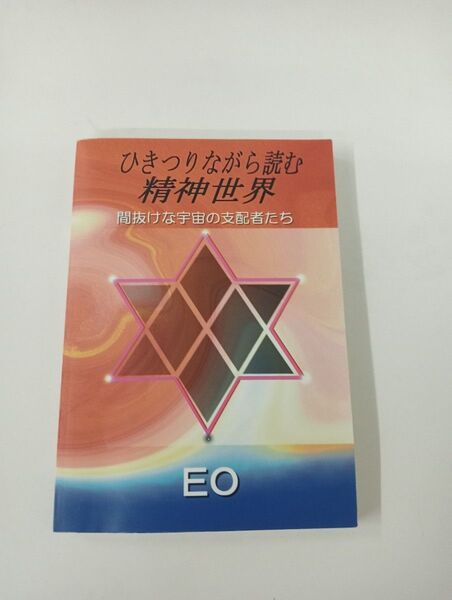 ひきつりながら読む
精神世界
間抜けな宇宙の支配者たち
EO